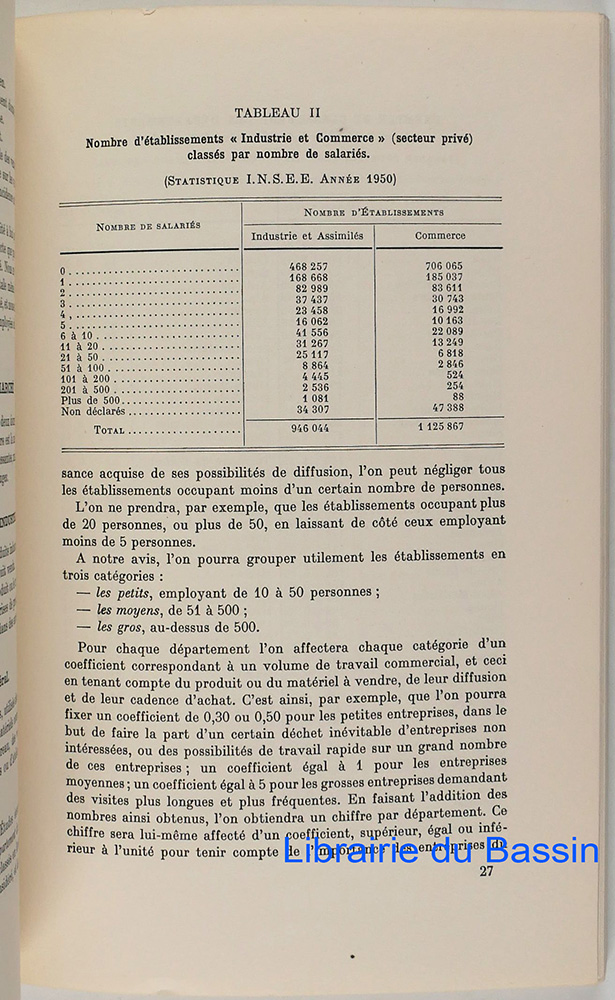 TABLEAU II
Nombre d'établissements « Industrie et Commerce » (secteur privé)
classés par nombre de salariés.
(STATISTIQUE I.N.S.E.E. ANNÉE 1950)
NOMBRE DE SALARIÉS
NOMBRE D'ÉTABLISSEMENTS
Industrie et Assimilés Commerce
0 .............................. 468 257 706 065
1 .............................. 168 668 185 037
2 .............................. 82 989 83 611
3 .............................. 37 437 30 743
4 , .............................. 23 458 16 992
5 .............................. 16 062 10 163
6 à 10 .......................... 41 556 22 089
11 à 20 ......................... 31 267 13 249
21 à 50 ......................... 25 117 6 818
51 à 100 ........................ 8 864 2 846
101 à 200 ....................... 4 445 524
201 à 500 ....................... 2 536 254
Plus de 500...................... 1 081 88
Non déclarés .................... 34 307 47 388
TOTAL .................... 946 044 1 125 867
sance acquise de ses possibilités de diffusion, l'on peut négliger tous
les établissements occupant moins d'un certain nombre de personnes.
L'on ne prendra, par exemple, que les établissements occupant plus
de 20 personnes, ou plus de 50, en laissant de côté ceux employant
moins de 5 personnes.
A notre avis, l'on pourra grouper utilement les établissements en
trois catégories :
— les petits, employant de 10 à 50 personnes ;
— les moyens, de 51 à 500 ;
— les gros, au-dessus de 500.
Pour chaque département l'on affectera chaque catégorie d'un
coefficient correspondant à un volume de travail commercial, et ceci
en tenant compte du produit ou du matériel à vendre, de leur diffusion
et de leur cadence d'achat. C'est ainsi, par exemple, que l'on pourra
fixer un coefficient de 0,30 ou 0,50 pour les petites entreprises, dans le
but de faire la part d'un certain déchet inévitable d'entreprises non
intéressées, ou des possibilités de travail rapide sur un grand nombre
de ces entreprises ; un coefficient égal à 1 pour les entreprises
moyennes ; un coefficient égal à 5 pour les grosses entreprises demandant
des visites plus longues et plus fréquentes. En faisant l'addition des
nombres ainsi obtenus, l'on obtiendra un chiffre par département. Ce
chiffre sera lui-même affecté d'un coefficient, supérieur, égal ou infé-
rieur à l'unité pour tenir compte de l'importance des entreprises du
Librairie du Bassin
27